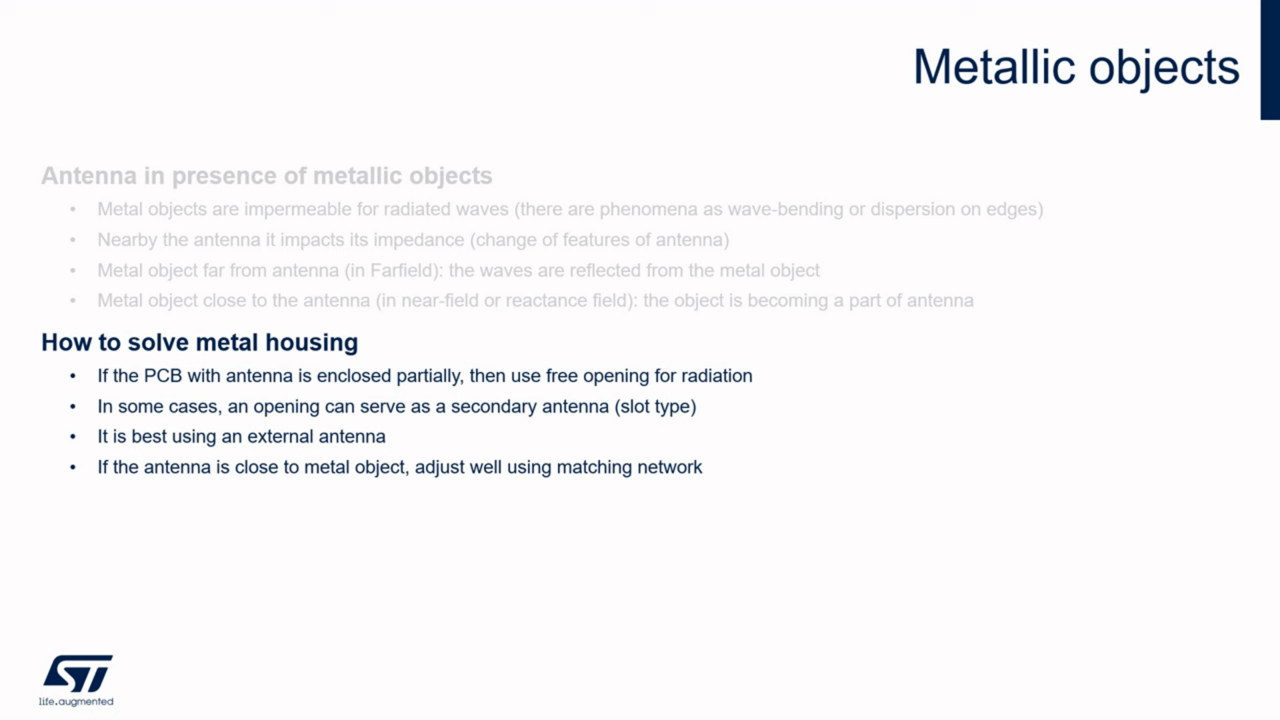 Metallic objects
Antenna in presence of metallic objects
• Metal objects are impermeable for radiated waves (there are phenomena as wave-bending or dispersion on edges)
• Nearby the antenna it impacts its impedance (change of features of antenna)
• Metal object far from antenna (in Farfield): the waves are reflected from the metal object
• Metal object close to the antenna (in near-field or reactance field): the object is becoming a part of antenna
How to solve metal housing
• If the PCB with antenna is enclosed partially, then use free opening for radiation
• In some cases, an opening can serve as a secondary antenna (slot type)
• It is best using an external antenna
• If the antenna is close to metal object, adjust well using matching network
ST
life.augmented